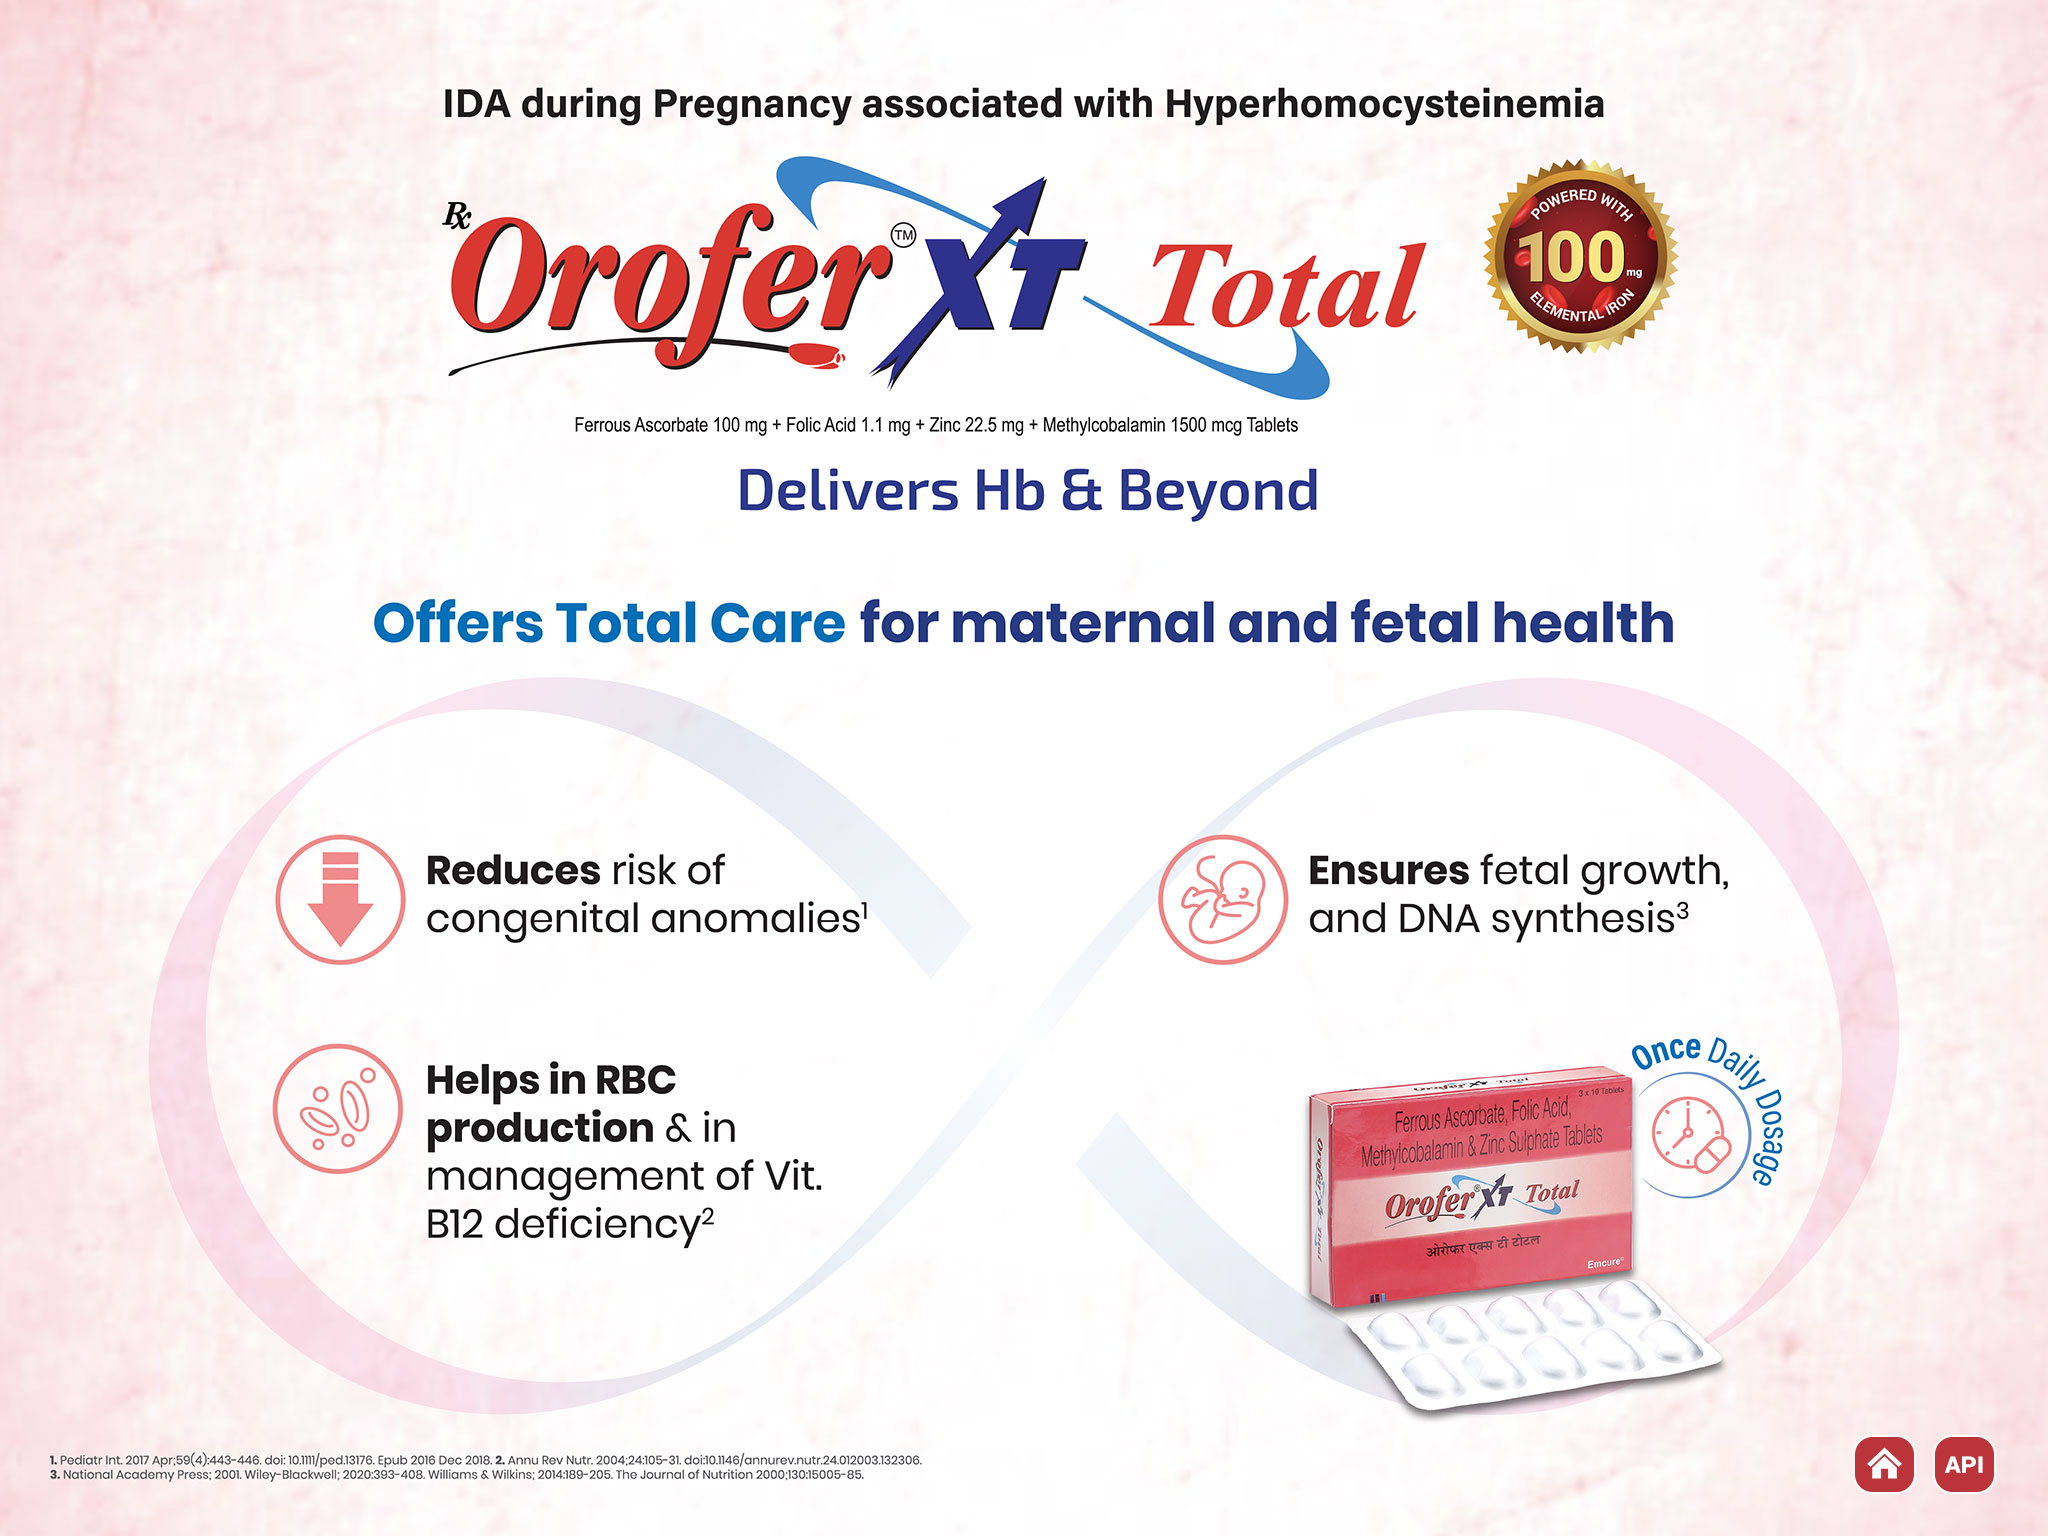 IDA during Pregnancy associated with Hyperhomocysteinemia
Rx
Orofer™ XT Total
POWERED WITH
100 mg
ELEMENTAL IRON
Ferrous Ascorbate 100 mg + Folic Acid 1.1 mg + Zinc 22.5 mg + Methylcobalamin 1500 mcg Tablets
Delivers Hb & Beyond
Offers Total Care for maternal and fetal health
Reduces risk of
congenital anomalies¹
Ensures fetal growth,
and DNA synthesis³
Helps in RBC
production & in
management of Vit.
B12 deficiency²
Once Daily Dosage
Orofer XT Total
3 x 10 Tablets
Ferrous Ascorbate, Folic Acid,
Methylcobalamin & Zinc Sulphate Tablets
Orofer® XT Total
Orofer XT Total
ओरोफर एक्स टी टोटल
Emcure®
1. Pediatr Int. 2017 Apr;59(4):443-446. doi: 10.1111/ped.13176. Epub 2016 Dec 2018. 2. Annu Rev Nutr. 2004;24:105-31. doi:10.1146/annurev.nutr.24.012003.132306.
3. National Academy Press; 2001. Wiley-Blackwell; 2020:393-408. Williams & Wilkins; 2014:189-205. The Journal of Nutrition 2000;130:1500S-8S.
API